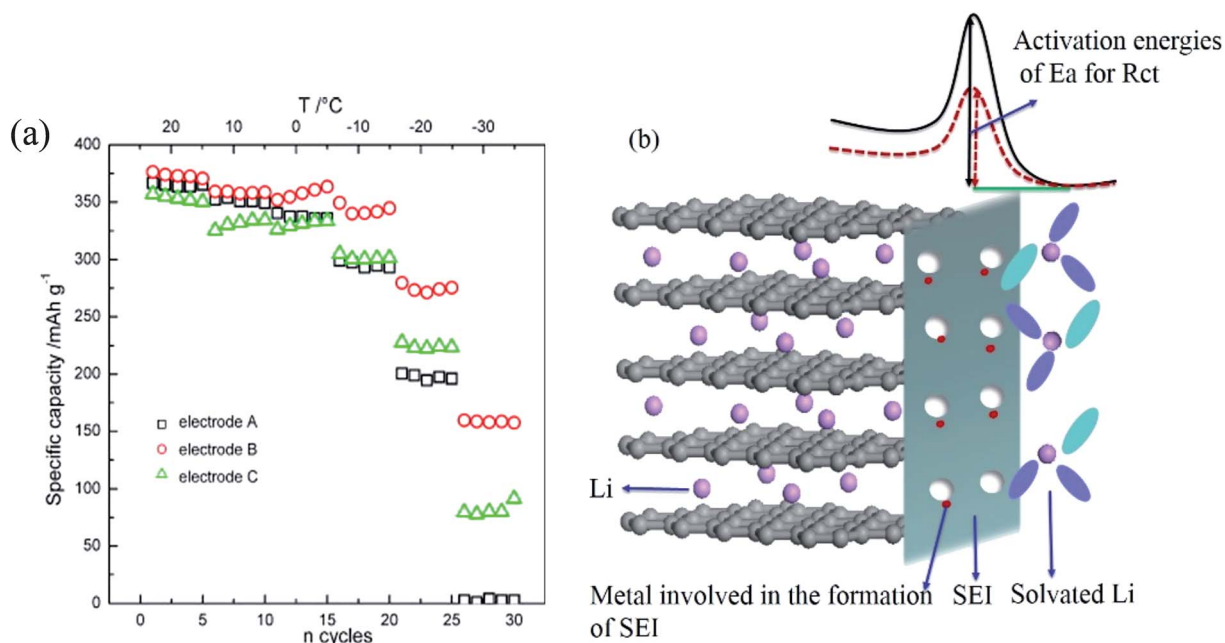 (a)
T /°C
20 10 0 -10 -20 -30
400
350
300
250
200
150
100
50
0
Specific capacity /mAh g⁻¹
electrode A
electrode B
electrode C
0 5 10 15 20 25 30
n cycles
(b)
Activation energies
of Ea for Rct
Li
Metal involved in the formation
of SEI
SEI
Solvated Li